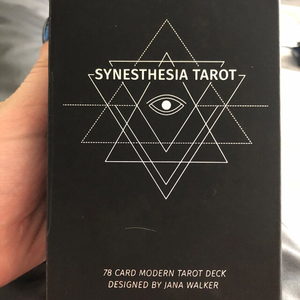 SYNESTHESIA TAROT
78 CARD MODERN TAROT DECK
DESIGNED BY JANA WALKER